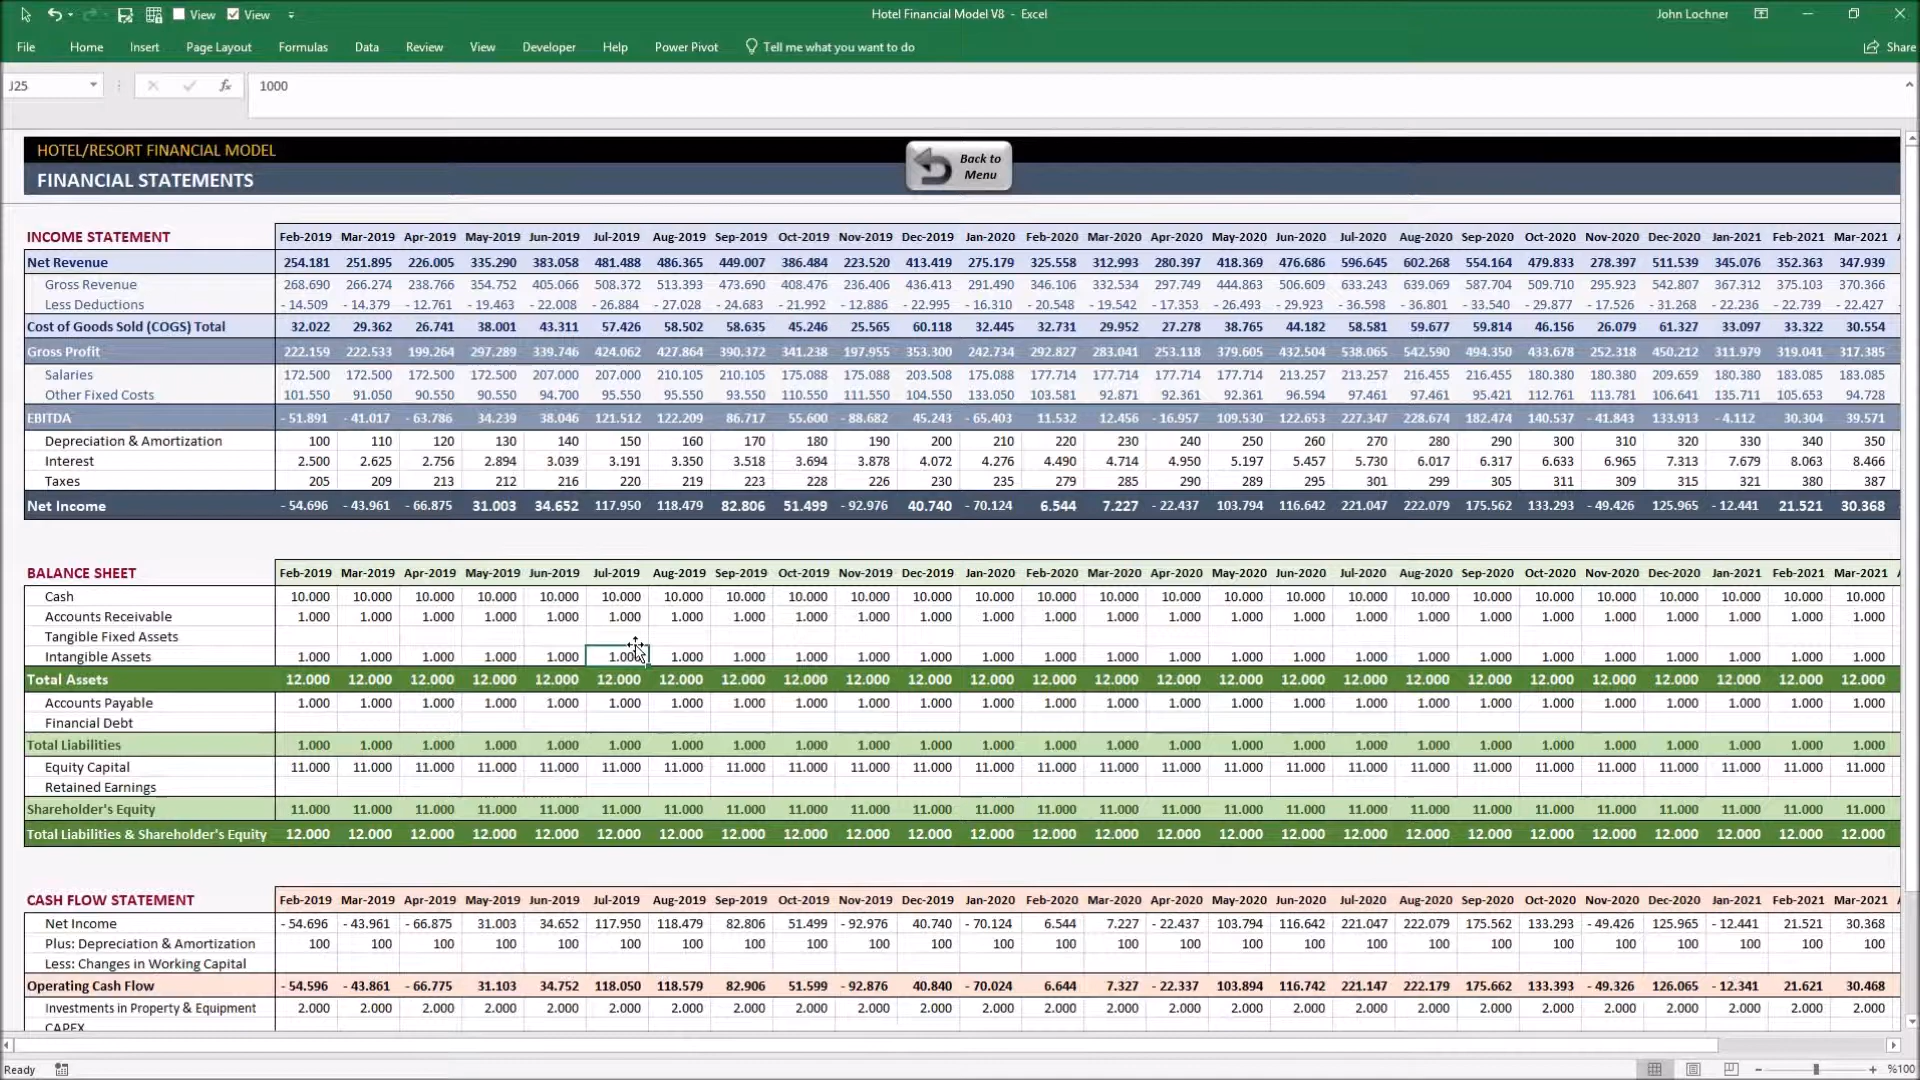 View View Hotel Financial Model V8 - Excel John Lochner
File Home Insert Page Layout Formulas Data Review View Developer Help Power Pivot Tell me what you want to do Share
J25 fx 1000
HOTEL/RESORT FINANCIAL MODEL
FINANCIAL STATEMENTS
Back to
Menu
INCOME STATEMENT Feb-2019 Mar-2019 Apr-2019 May-2019 Jun-2019 Jul-2019 Aug-2019 Sep-2019 Oct-2019 Nov-2019 Dec-2019 Jan-2020 Feb-2020 Mar-2020 Apr-2020 May-2020 Jun-2020 Jul-2020 Aug-2020 Sep-2020 Oct-2020 Nov-2020 Dec-2020 Jan-2021 Feb-2021 Mar-2021
Net Revenue 254.181 251.895 226.005 335.290 383.058 481.488 486.365 449.007 386.484 223.520 413.419 275.179 325.558 312.993 280.397 418.369 476.686 596.645 602.268 554.164 479.833 278.397 511.539 345.076 352.363 347.939
Gross Revenue 268.690 266.274 238.766 354.752 405.066 508.372 513.393 473.690 408.476 236.406 436.413 291.490 346.106 332.534 297.749 444.863 506.609 633.243 639.069 587.704 509.710 295.923 542.807 367.312 375.103 370.366
Less Deductions - 14.509 - 14.379 - 12.761 - 19.463 - 22.008 - 26.884 - 27.028 - 24.683 - 21.992 - 12.886 - 22.995 - 16.310 - 20.548 - 19.542 - 17.353 - 26.493 - 29.923 - 36.598 - 36.801 - 33.540 - 29.877 - 17.526 - 31.268 - 22.236 - 22.739 - 22.427
Cost of Goods Sold (COGS) Total 32.022 29.362 26.741 38.001 43.311 57.426 58.502 58.635 45.246 25.565 60.118 32.445 32.731 29.952 27.278 38.765 44.182 58.581 59.677 59.814 46.156 26.079 61.327 33.097 33.322 30.554
Gross Profit 222.159 222.533 199.264 297.289 339.746 424.062 427.864 390.372 341.238 197.955 353.300 242.734 292.827 283.041 253.118 379.605 432.504 538.065 542.590 494.350 433.678 252.318 450.212 311.979 319.041 317.385
Salaries 172.500 172.500 172.500 172.500 207.000 207.000 210.105 210.105 175.088 175.088 203.508 175.088 177.714 177.714 177.714 177.714 213.257 213.257 216.455 216.455 180.380 180.380 209.659 180.380 183.085 183.085
Other Fixed Costs 101.550 91.050 90.550 90.550 94.700 95.550 95.550 93.550 110.550 111.550 104.550 133.050 103.581 92.871 92.361 92.361 96.594 97.461 97.461 95.421 112.761 113.781 106.641 135.711 105.653 94.728
EBITDA - 51.891 - 41.017 - 63.786 34.239 38.046 121.512 122.209 86.717 55.600 - 88.682 45.243 - 65.403 11.532 12.456 - 16.957 109.530 122.653 227.347 228.674 182.474 140.537 - 41.843 133.913 - 4.112 30.304 39.571
Depreciation & Amortization 100 110 120 130 140 150 160 170 180 190 200 210 220 230 240 250 260 270 280 290 300 310 320 330 340 350
Interest 2.500 2.625 2.756 2.894 3.039 3.191 3.350 3.518 3.694 3.878 4.072 4.276 4.490 4.714 4.950 5.197 5.457 5.730 6.017 6.317 6.633 6.965 7.313 7.679 8.063 8.466
Taxes 205 209 213 212 216 220 219 223 228 226 230 235 279 285 290 289 295 301 299 305 311 309 315 321 380 387
Net Income - 54.696 - 43.961 - 66.875 31.003 34.652 117.950 118.479 82.806 51.499 - 92.976 40.740 - 70.124 6.544 7.227 - 22.437 103.794 116.642 221.047 222.079 175.562 133.293 - 49.426 125.965 - 12.441 21.521 30.368
BALANCE SHEET Feb-2019 Mar-2019 Apr-2019 May-2019 Jun-2019 Jul-2019 Aug-2019 Sep-2019 Oct-2019 Nov-2019 Dec-2019 Jan-2020 Feb-2020 Mar-2020 Apr-2020 May-2020 Jun-2020 Jul-2020 Aug-2020 Sep-2020 Oct-2020 Nov-2020 Dec-2020 Jan-2021 Feb-2021 Mar-2021
Cash 10.000 10.000 10.000 10.000 10.000 10.000 10.000 10.000 10.000 10.000 10.000 10.000 10.000 10.000 10.000 10.000 10.000 10.000 10.000 10.000 10.000 10.000 10.000 10.000 10.000 10.000
Accounts Receivable 1.000 1.000 1.000 1.000 1.000 1.000 1.000 1.000 1.000 1.000 1.000 1.000 1.000 1.000 1.000 1.000 1.000 1.000 1.000 1.000 1.000 1.000 1.000 1.000 1.000 1.000
Tangible Fixed Assets
Intangible Assets 1.000 1.000 1.000 1.000 1.000 1.000 1.000 1.000 1.000 1.000 1.000 1.000 1.000 1.000 1.000 1.000 1.000 1.000 1.000 1.000 1.000 1.000 1.000 1.000 1.000 1.000
Total Assets 12.000 12.000 12.000 12.000 12.000 12.000 12.000 12.000 12.000 12.000 12.000 12.000 12.000 12.000 12.000 12.000 12.000 12.000 12.000 12.000 12.000 12.000 12.000 12.000 12.000 12.000
Accounts Payable 1.000 1.000 1.000 1.000 1.000 1.000 1.000 1.000 1.000 1.000 1.000 1.000 1.000 1.000 1.000 1.000 1.000 1.000 1.000 1.000 1.000 1.000 1.000 1.000 1.000 1.000
Financial Debt
Total Liabilities 1.000 1.000 1.000 1.000 1.000 1.000 1.000 1.000 1.000 1.000 1.000 1.000 1.000 1.000 1.000 1.000 1.000 1.000 1.000 1.000 1.000 1.000 1.000 1.000 1.000 1.000
Equity Capital 11.000 11.000 11.000 11.000 11.000 11.000 11.000 11.000 11.000 11.000 11.000 11.000 11.000 11.000 11.000 11.000 11.000 11.000 11.000 11.000 11.000 11.000 11.000 11.000 11.000 11.000
Retained Earnings
Shareholder's Equity 11.000 11.000 11.000 11.000 11.000 11.000 11.000 11.000 11.000 11.000 11.000 11.000 11.000 11.000 11.000 11.000 11.000 11.000 11.000 11.000 11.000 11.000 11.000 11.000 11.000 11.000
Total Liabilities & Shareholder's Equity 12.000 12.000 12.000 12.000 12.000 12.000 12.000 12.000 12.000 12.000 12.000 12.000 12.000 12.000 12.000 12.000 12.000 12.000 12.000 12.000 12.000 12.000 12.000 12.000 12.000 12.000
CASH FLOW STATEMENT Feb-2019 Mar-2019 Apr-2019 May-2019 Jun-2019 Jul-2019 Aug-2019 Sep-2019 Oct-2019 Nov-2019 Dec-2019 Jan-2020 Feb-2020 Mar-2020 Apr-2020 May-2020 Jun-2020 Jul-2020 Aug-2020 Sep-2020 Oct-2020 Nov-2020 Dec-2020 Jan-2021 Feb-2021 Mar-2021
Net Income - 54.696 - 43.961 - 66.875 31.003 34.652 117.950 118.479 82.806 51.499 - 92.976 40.740 - 70.124 6.544 7.227 - 22.437 103.794 116.642 221.047 222.079 175.562 133.293 - 49.426 125.965 - 12.441 21.521 30.368
Plus: Depreciation & Amortization 100 100 100 100 100 100 100 100 100 100 100 100 100 100 100 100 100 100 100 100 100 100 100 100 100 100
Less: Changes in Working Capital
Operating Cash Flow - 54.596 - 43.861 - 66.775 31.103 34.752 118.050 118.579 82.906 51.599 - 92.876 40.840 - 70.024 6.644 7.327 - 22.337 103.894 116.742 221.147 222.179 175.662 133.393 - 49.326 126.065 - 12.341 21.621 30.468
Investments in Property & Equipment 2.000 2.000 2.000 2.000 2.000 2.000 2.000 2.000 2.000 2.000 2.000 2.000 2.000 2.000 2.000 2.000 2.000 2.000 2.000 2.000 2.000 2.000 2.000 2.000 2.000 2.000
CAPEX
Ready %100